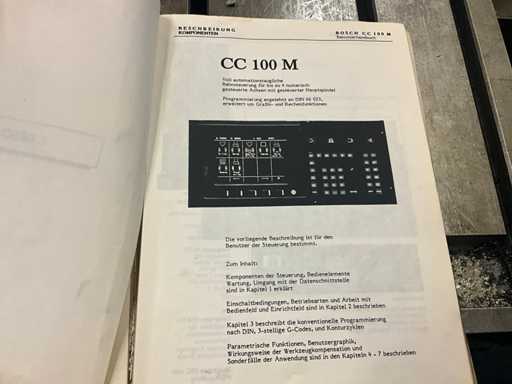 BESCHREIBUNG
KOMPONENTEN
BOSCH CC 100 M
Benutzerhandbuch
CC 100 M
Voll automationstaugliche
Bahnsteuerung für bis zu 4 numerisch
gesteuerte Achsen mit gesteuerter Hauptspindel
Programmierung angelehnt an DIN 66 025,
erweitert um Grafik- und Rechenfunktionen
Die vorliegende Beschreibung ist für den
Benutzer der Steuerung bestimmt.
Zum Inhalt:
Komponenten der Steuerung, Bedienelemente
Wartung, Umgang mit der Datenschnittstelle
sind in Kapitel 1 erklärt
Einschaltbedingungen, Betriebsarten und Arbeit mit
Bedienfeld und Einrichtfeld sind in Kapitel 2 beschrieben
Kapitel 3 beschreibt die konventionelle Programmierung
nach DIN, 3-stellige G-Codes, und Konturzyklen
Parametrische Funktionen, Benutzergraphik,
Wirkungsweise der Werkzeugkompensation und
Sonderfälle der Anwendung sind in den Kapiteln 4 - 7 beschrieben